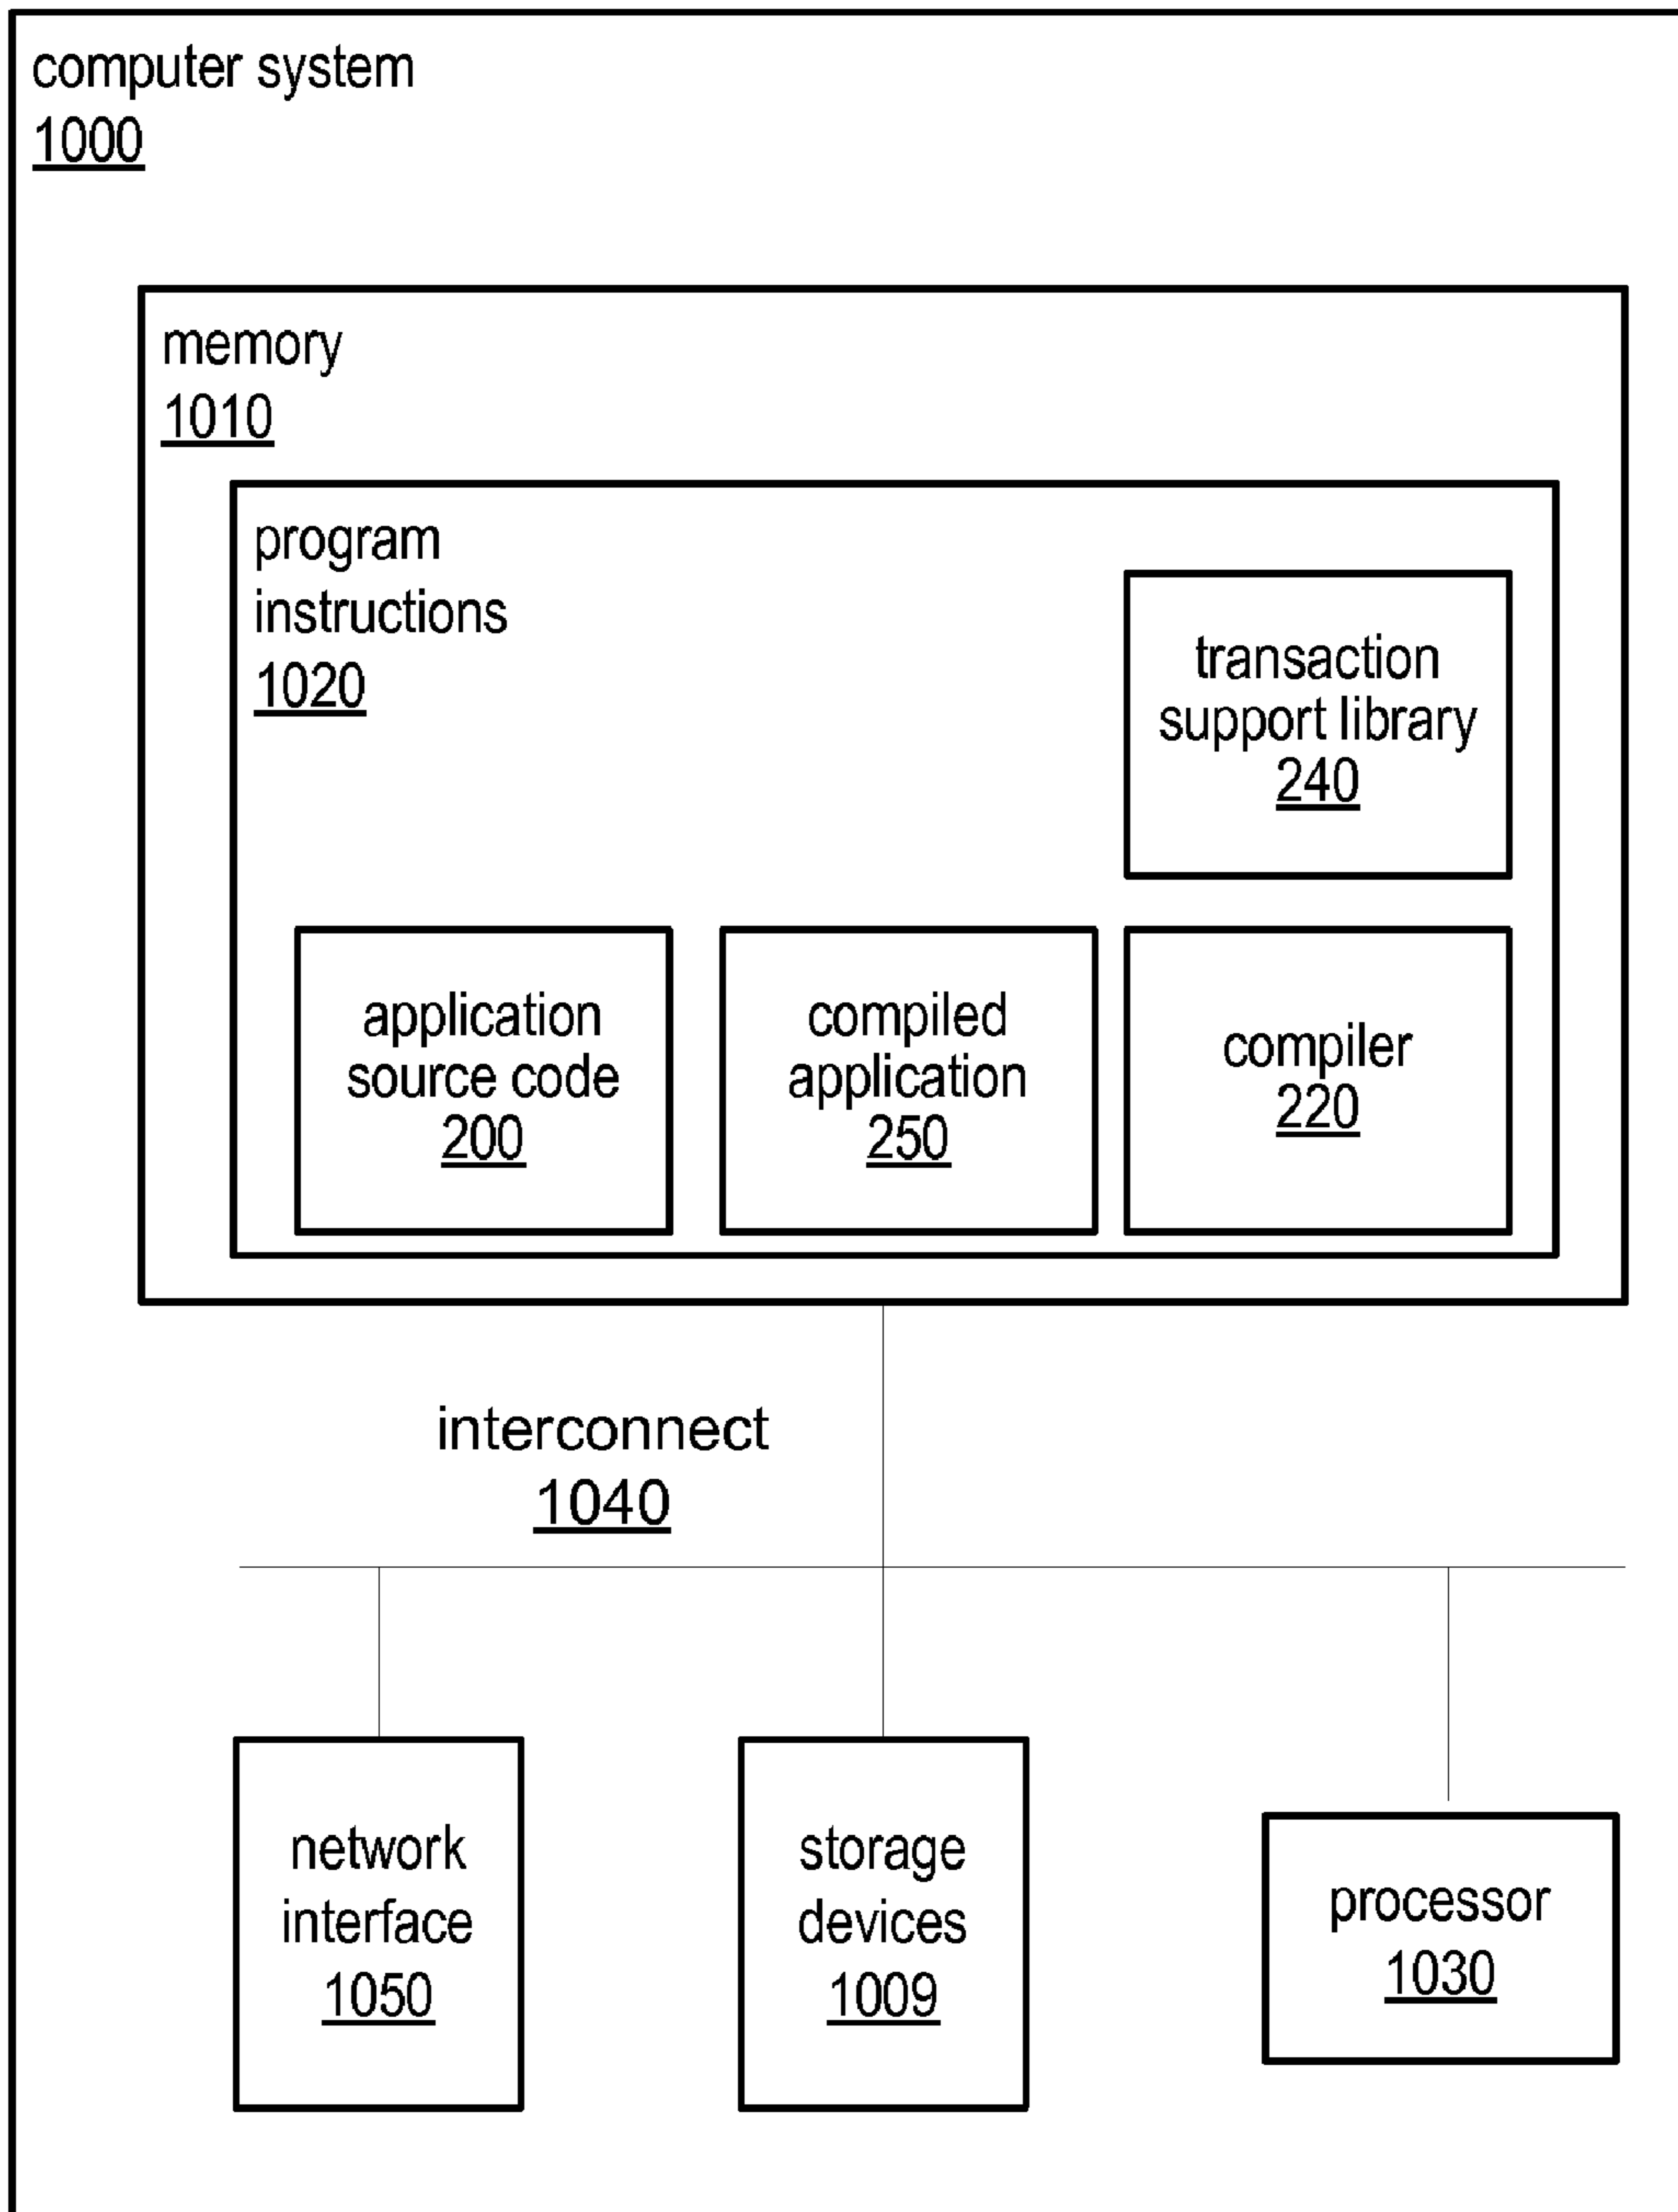 computer system
1000
memory
1010
program
instructions
1020
transaction
support library
240
application
source code
200
compiled
application
250
compiler
220
interconnect
1040
network
interface
1050
storage
devices
1009
processor
1030